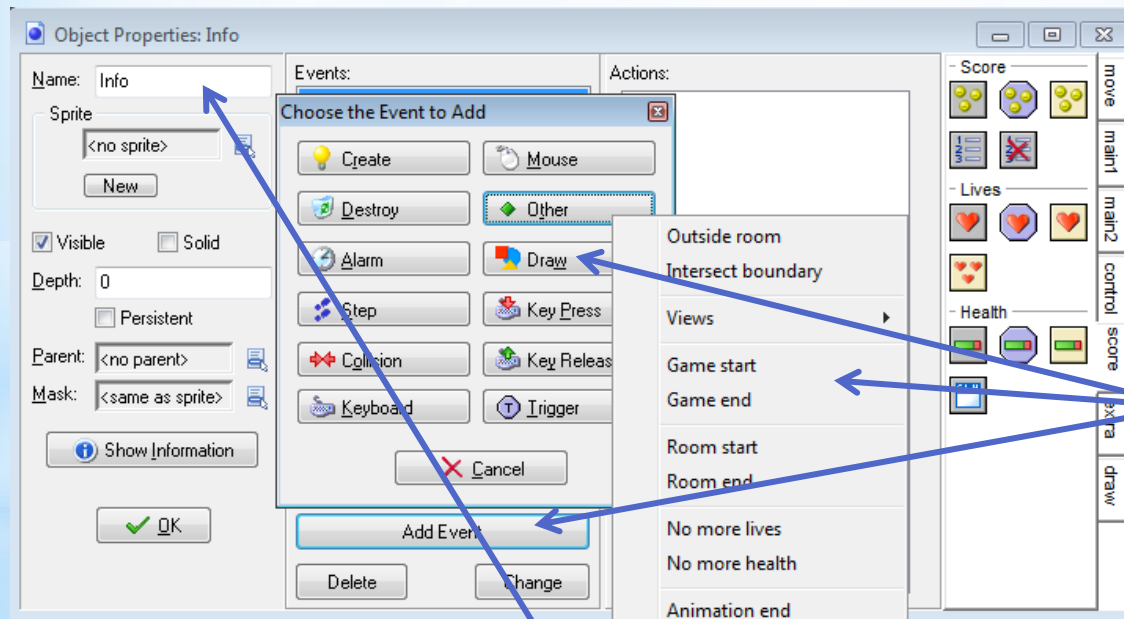 Object Properties: Info
Name: Info
Sprite
<no sprite>
New
Visible
Solid
Depth: 0
Persistent
Parent: <no parent>
Mask: <same as sprite>
Show Information
OK
Events:
Choose the Event to Add
Create
Mouse
Destroy
Other
Alarm
Draw
Step
Key Press
Collision
Key Releas
Keyboard
Trigger
Cancel
Add Event
Delete
Change
Actions:
Outside room
Intersect boundary
Views
Game start
Game end
Room start
Room end
No more lives
No more health
Animation end
Score
Lives
Health
move
main1
main2
control
score
extra
draw